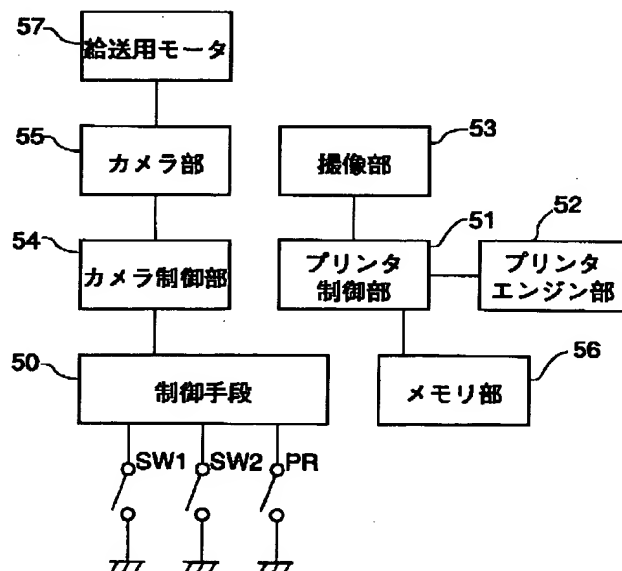 57
給送用モータ
55
カメラ部
53
撮像部
54
カメラ制御部
51
プリンタ
制御部
52
プリンタ
エンジン部
50
制御手段
56
メモリ部
SW1
SW2
PR